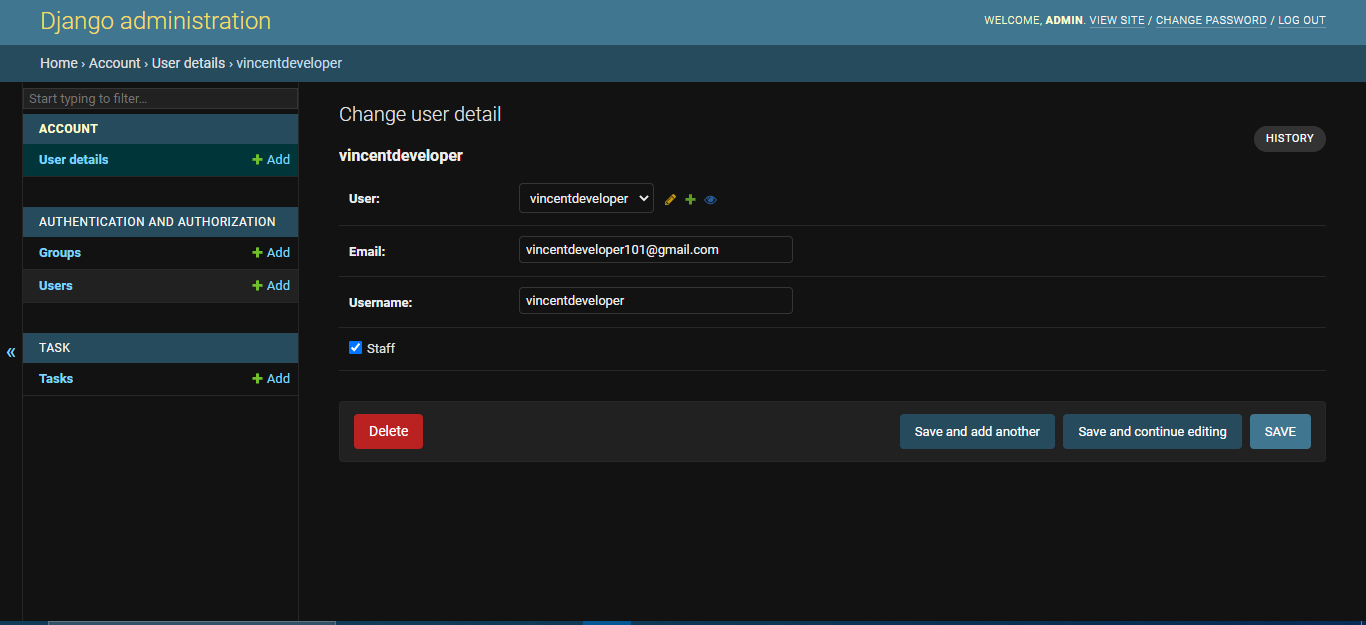 Django administration
WELCOME, ADMIN. VIEW SITE / CHANGE PASSWORD / LOG OUT
Home › Account › User details › vincentdeveloper
Start typing to filter...
ACCOUNT
User details + Add
AUTHENTICATION AND AUTHORIZATION
Groups + Add
Users + Add
TASK
Tasks + Add
«
Change user detail
HISTORY
vincentdeveloper
User: vincentdeveloper
Email: vincentdeveloper101@gmail.com
Username: vincentdeveloper
Staff
Delete Save and add another Save and continue editing SAVE